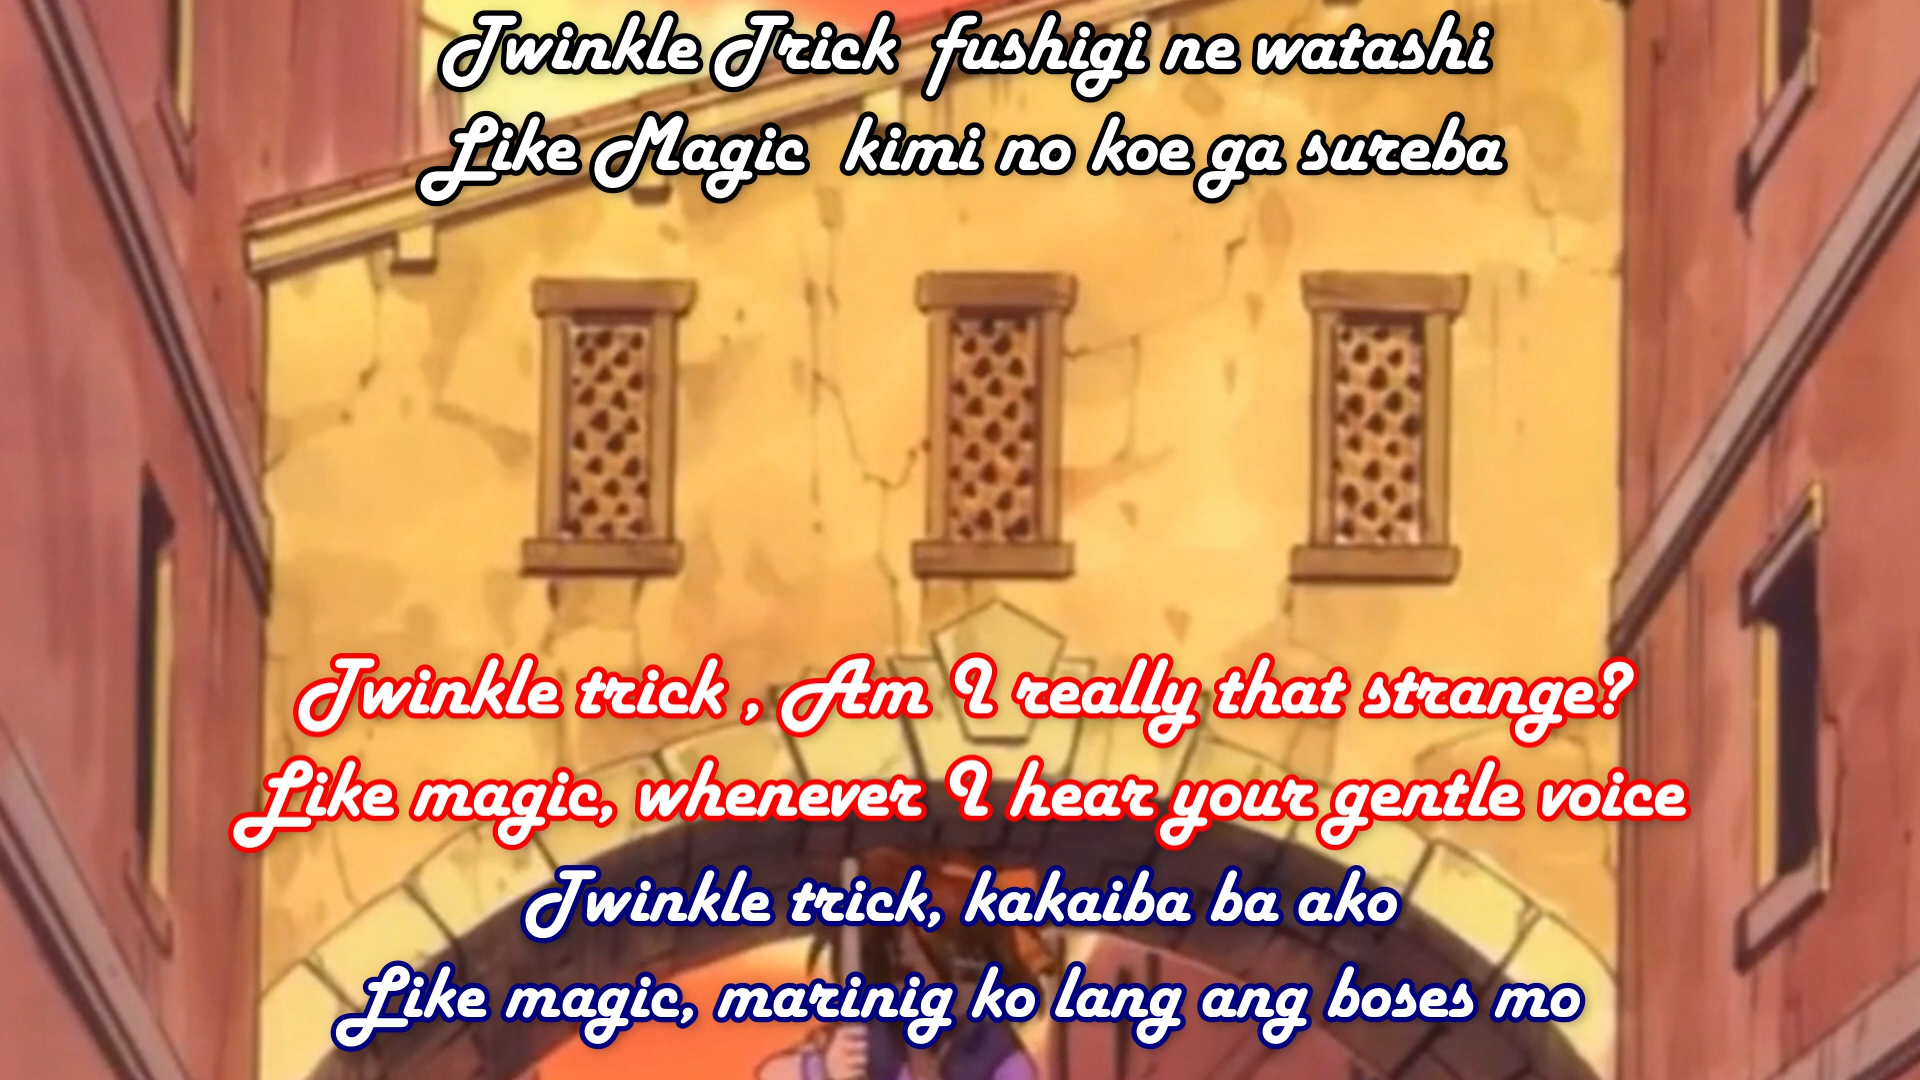 Twinkle Trick  fushigi ne watashi
Like Magic  kimi no koe ga sureba
Twinkle trick , Am I really that strange?
Like magic, whenever I hear your gentle voice
Twinkle trick, kakaiba ba ako
Like magic, marinig ko lang ang boses mo